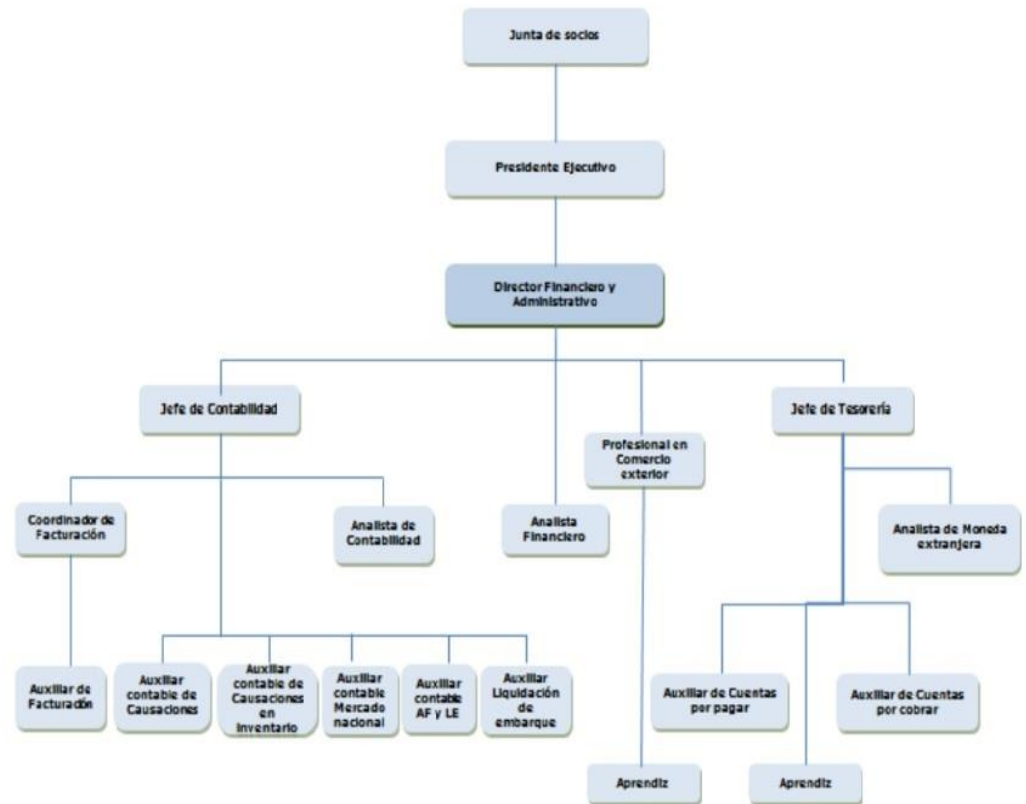 Junta de socios
Presidente Ejecutivo
Director Financiero y
Administrativo
Jefe de Contabilidad
Jefe de Tesorería
Profesional en
Comercio
exterior
Coordinador de
Facturación
Analista de
Contabilidad
Analista
Financiero
Analista de Moneda
extranjera
Auxiliar de
Facturación
Auxiliar
contable de
Causaciones
Auxiliar
contable de
Causaciones
en
inventario
Auxiliar
contable
Mercado
nacional
Auxiliar
contable
AF y LE
Auxiliar
Liquidación
de
embarque
Auxiliar de Cuentas
por pagar
Auxiliar de Cuentas
por cobrar
Aprendiz
Aprendiz